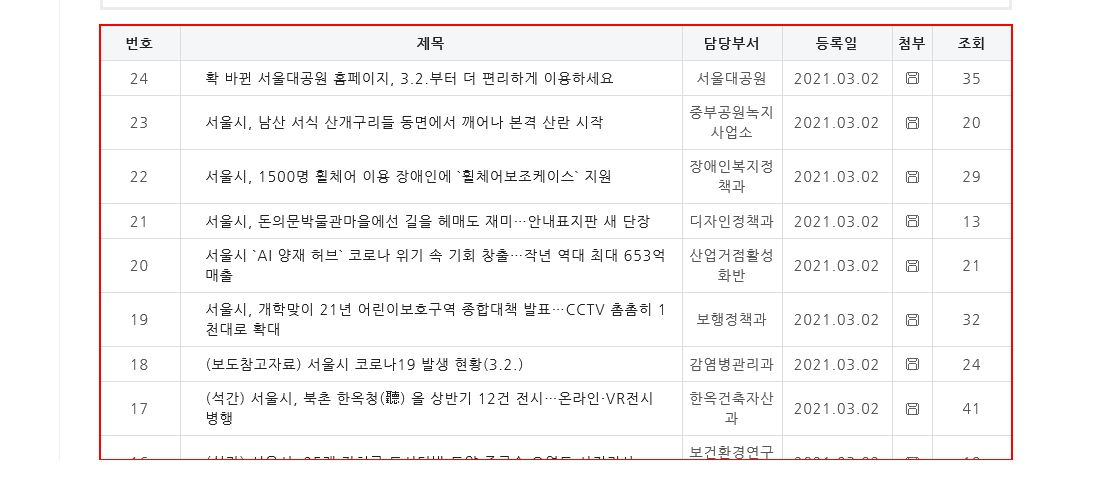 번호 제목 담당부서 등록일 첨부 조회
24 확 바뀐 서울대공원 홈페이지, 3.2.부터 더 편리하게 이용하세요 서울대공원 2021.03.02 35
23 서울시, 남산 서식 산개구리들 동면에서 깨어나 본격 산란 시작 중부공원녹지
사업소 2021.03.02 20
22 서울시, 1500명 휠체어 이용 장애인에 `휠체어보조케이스` 지원 장애인복지정
책과 2021.03.02 29
21 서울시, 돈의문박물관마을에선 길을 헤매도 재미…안내표지판 새 단장 디자인정책과 2021.03.02 13
20 서울시 `AI 양재 허브` 코로나 위기 속 기회 창출…작년 역대 최대 653억
매출 산업거점활성
화반 2021.03.02 21
19 서울시, 개학맞이 21년 어린이보호구역 종합대책 발표…CCTV 촘촘히 1
천대로 확대 보행정책과 2021.03.02 32
18 (보도참고자료) 서울시 코로나19 발생 현황(3.2.) 감염병관리과 2021.03.02 24
17 (석간) 서울시, 북촌 한옥청(聽) 올 상반기 12건 전시…온라인·VR전시
병행 한옥건축자산
과 2021.03.02 41
보건환경연구